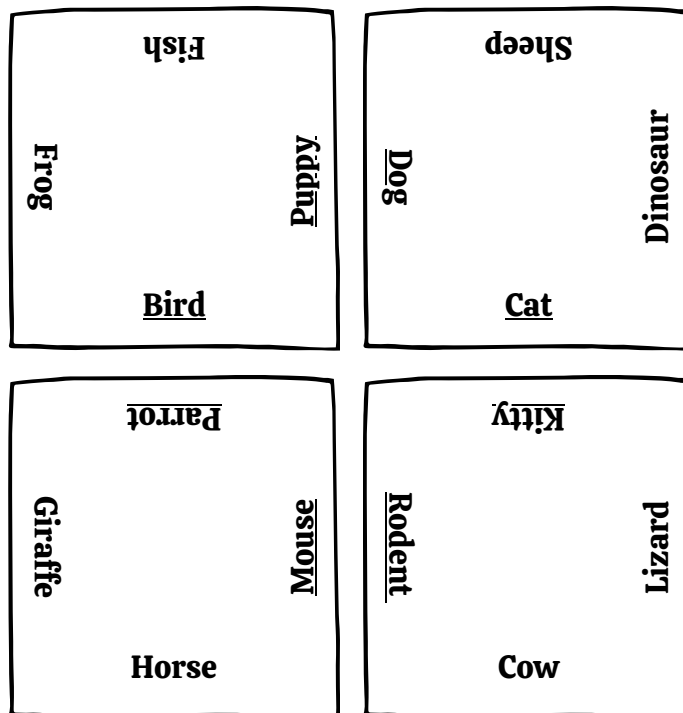 Fish
Frog
Puppy
Bird
Sheep
Dog
Dinosaur
Cat
Parrot
Giraffe
Mouse
Horse
Kitty
Rodent
Lizard
Cow